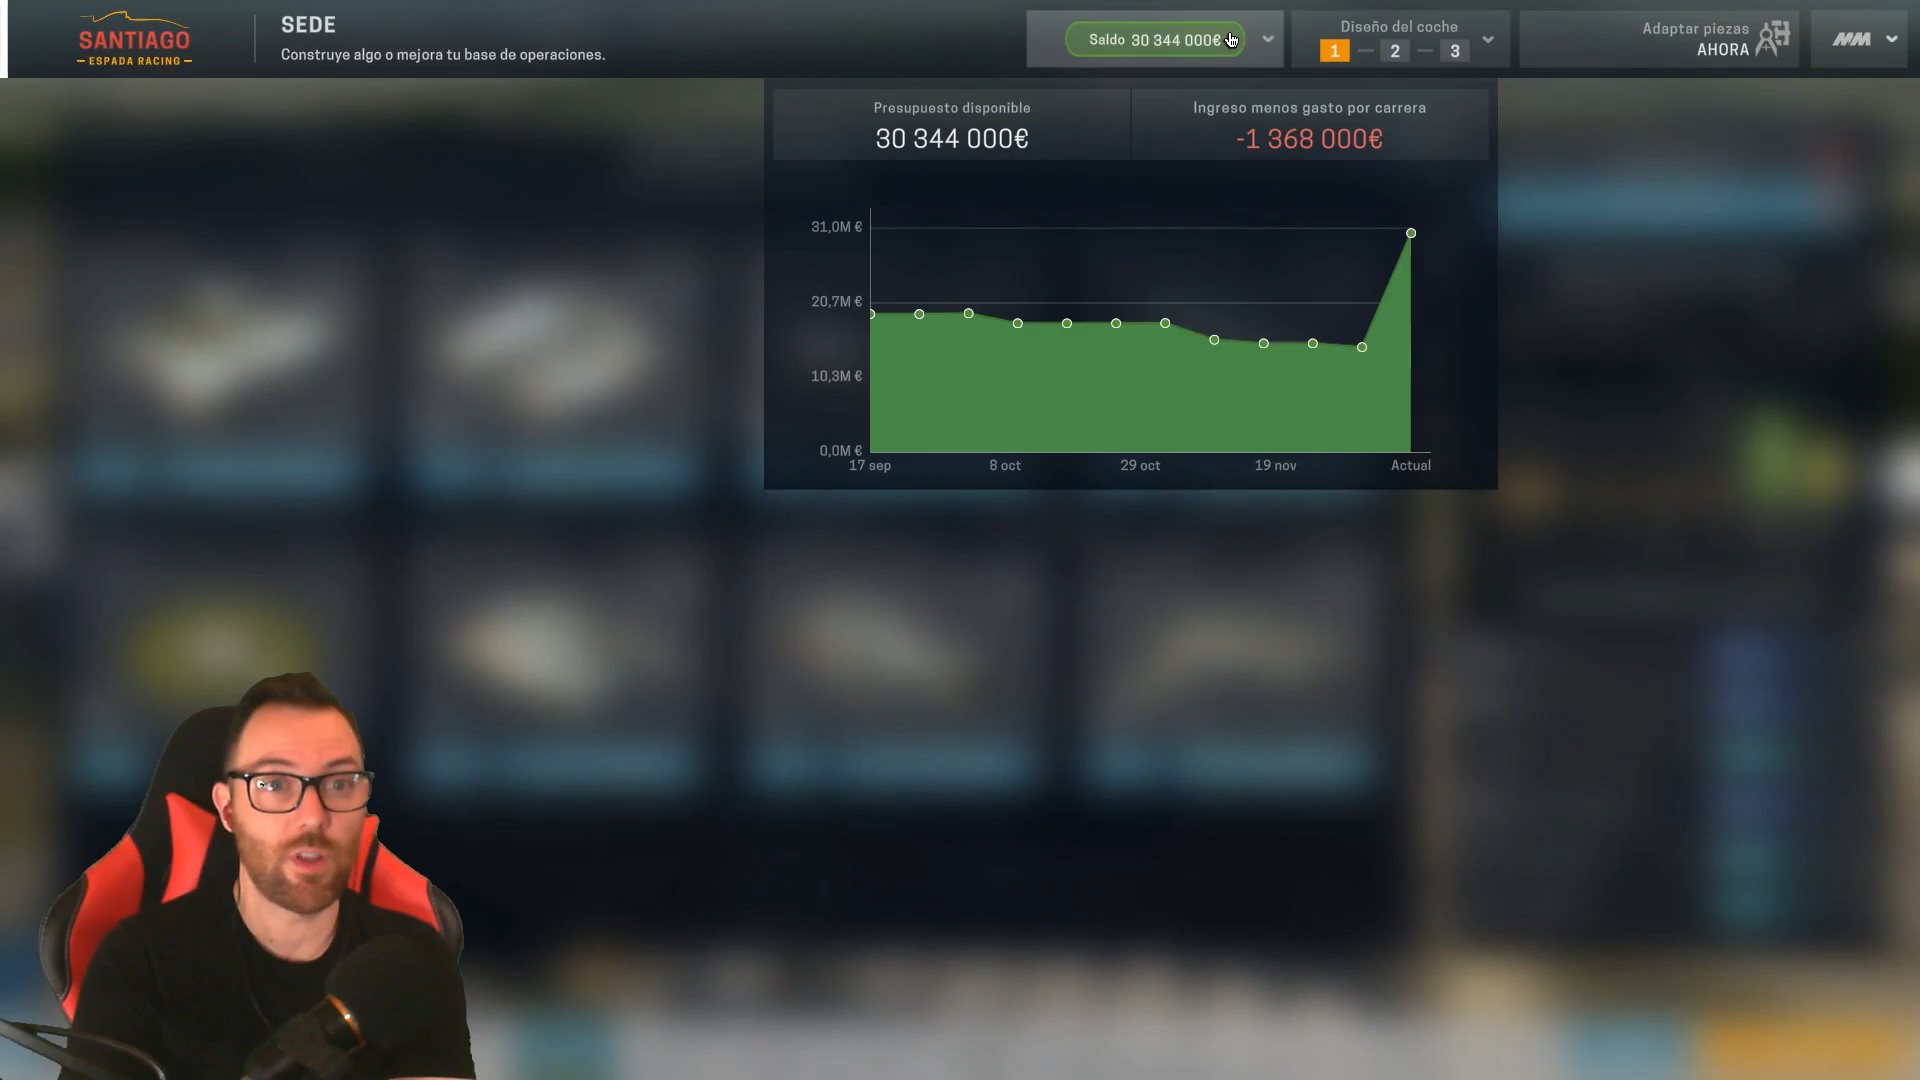 SANTIAGO
ESPADA RACING
SEDE
Construye algo o mejora tu base de operaciones.
Saldo 30 344 000€
Diseño del coche
1 2 3
Adaptar piezas
AHORA
MM
Presupuesto disponible
30 344 000€
Ingreso menos gasto por carrera
-1 368 000€
31,0M €
20,7M €
10,3M €
0,0M €
17 sep 8 oct 29 oct 19 nov Actual